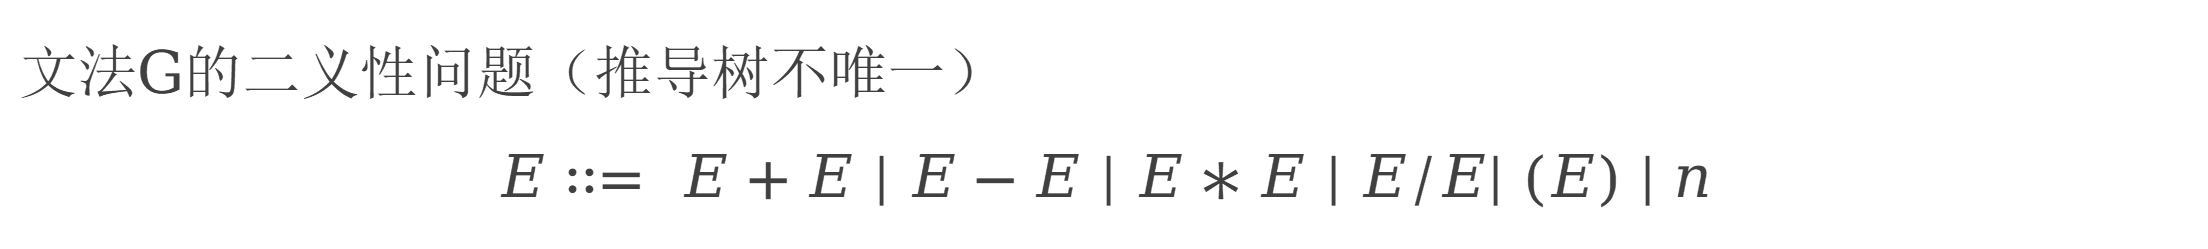 文法G的二义性问题（推导树不唯一）
E ::= E + E | E − E | E ∗ E | E/E| (E) | n